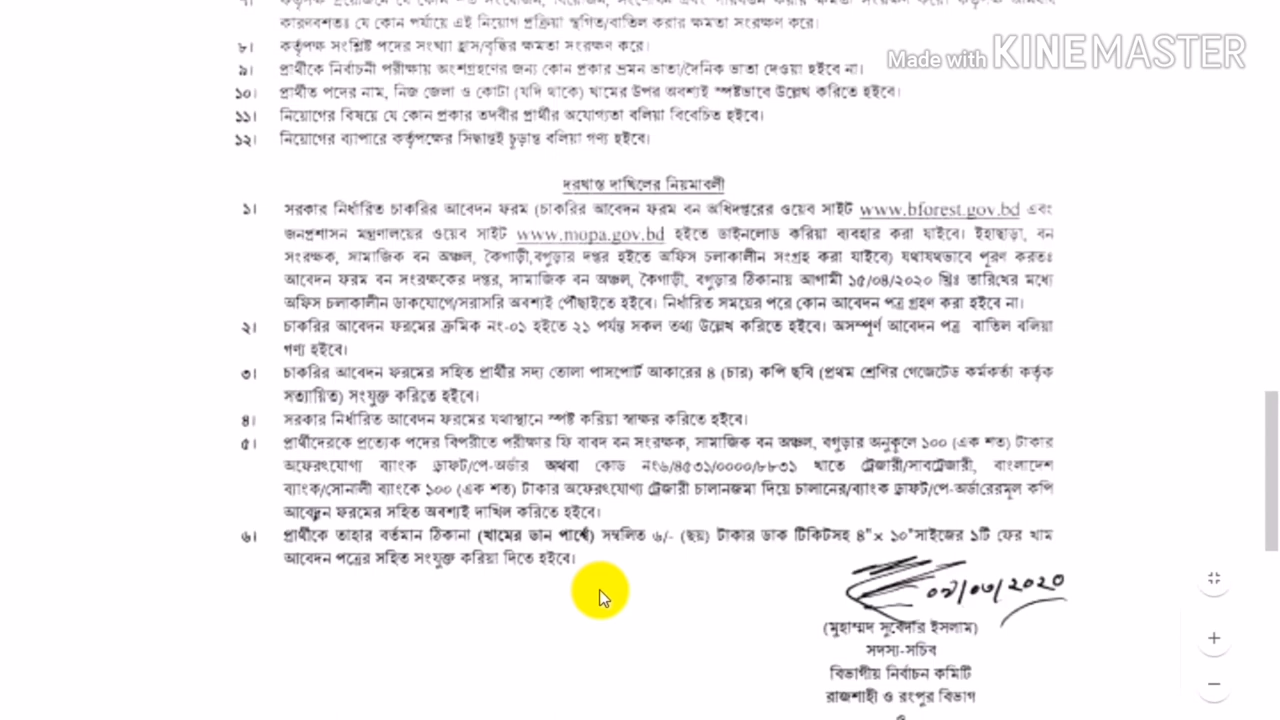 কারণবশতঃ যে কোন পর্যায়ে এই নিয়োগ প্রক্রিয়া স্থগিত/বাতিল করার ক্ষমতা সংরক্ষণ করে।
৮। কর্তৃপক্ষ সংশ্লিষ্ট পদের সংখ্যা হ্রাস/বৃদ্ধির ক্ষমতা সংরক্ষণ করে।
Made with KINEMASTER
৯। প্রার্থীকে নির্বাচনী পরীক্ষায় অংশগ্রহণের জন্য কোন প্রকার ভ্রমন ভাতা/দৈনিক ভাতা দেওয়া হইবে না।
১০। প্রার্থীত পদের নাম, নিজ জেলা ও কোটা (যদি থাকে) খামের উপর অবশ্যই স্পষ্টভাবে উল্লেখ করিতে হইবে।
১১। নিয়োগের বিষয়ে যে কোন প্রকার তদবীর প্রার্থীর অযোগ্যতা বলিয়া বিবেচিত হইবে।
১২। নিয়োগের ব্যাপারে কর্তৃপক্ষের সিদ্ধান্তই চূড়ান্ত বলিয়া গণ্য হইবে।
দরখাস্ত দাখিলের নিয়মাবলী
১। সরকার নির্ধারিত চাকরির আবেদন ফরম (চাকরির আবেদন ফরম বন অধিদপ্তরের ওয়েব সাইট www.bforest.gov.bd এবং
জনপ্রশাসন মন্ত্রণালয়ের ওয়েব সাইট www.mopa.gov.bd হইতে ডাইনলোড করিয়া ব্যবহার করা যাইবে। ইহাছাড়া, বন
সংরক্ষক, সামাজিক বন অঞ্চল, কৈগাড়ী,বগুড়ার দপ্তর হইতে অফিস চলাকালীন সংগ্রহ করা যাইবে) যথাযথভাবে পূরণ করতঃ
আবেদন ফরম বন সংরক্ষকের দপ্তর, সামাজিক বন অঞ্চল, কৈগাড়ী, বগুড়ার ঠিকানায় আগামী ১৫/০৪/২০২০ খ্রিঃ তারিখের মধ্যে
অফিস চলাকালীন ডাকযোগে/সরাসরি অবশ্যই পৌঁছাইতে হইবে। নির্ধারিত সময়ের পরে কোন আবেদন পত্র গ্রহণ করা হইবে না।
২। চাকরির আবেদন ফরমের ক্রমিক নং-০১ হইতে ২১ পর্যন্ত সকল তথ্য উল্লেখ করিতে হইবে। অসম্পূর্ণ আবেদন পত্র বাতিল বলিয়া
গণ্য হইবে।
৩। চাকরির আবেদন ফরমের সহিত প্রার্থীর সদ্য তোলা পাসপোর্ট আকারের ৪ (চার) কপি ছবি (প্রথম শ্রেণির গেজেটেড কর্মকর্তা কর্তৃক
সত্যায়িত) সংযুক্ত করিতে হইবে।
৪। সরকার নির্ধারিত আবেদন ফরমের যথাস্থানে স্পষ্ট করিয়া স্বাক্ষর করিতে হইবে।
৫। প্রার্থীদেরকে প্রত্যেক পদের বিপরীতে পরীক্ষার ফি বাবদ বন সংরক্ষক, সামাজিক বন অঞ্চল, বগুড়ার অনুকূলে ১০০ (এক শত) টাকার
অফেরৎযোগ্য ব্যাংক ড্রাফট/পে-অর্ডার অথবা কোড নং৬/৪৫৩১/০০০০/৮৮৩১ খাতে ট্রেজারী/সাবট্রেজারী, বাংলাদেশ
ব্যাংক/সোনালী ব্যাংকে ১০০ (এক শত) টাকার অফেরৎযোগ্য ট্রেজারী চালানজমা দিয়ে চালানের/ব্যাংক ড্রাফট/পে-অর্ডারেরমূল কপি
আবেদন ফরমের সহিত অবশ্যই দাখিল করিতে হইবে।
৬। প্রার্থীকে তাহার বর্তমান ঠিকানা (খামের ডান পার্শ্বে) সম্বলিত ৬/- (ছয়) টাকার ডাক টিকিটসহ ৪"× ১০"সাইজের ১টি ফের খাম
আবেদন পত্রের সহিত সংযুক্ত করিয়া দিতে হইবে।
০৯/০৩/২০২০
(মুহাম্মদ সুবেদার ইসলাম)
সদস্য-সচিব
বিভাগীয় নির্বাচন কমিটি
রাজশাহী ও রংপুর বিভাগ